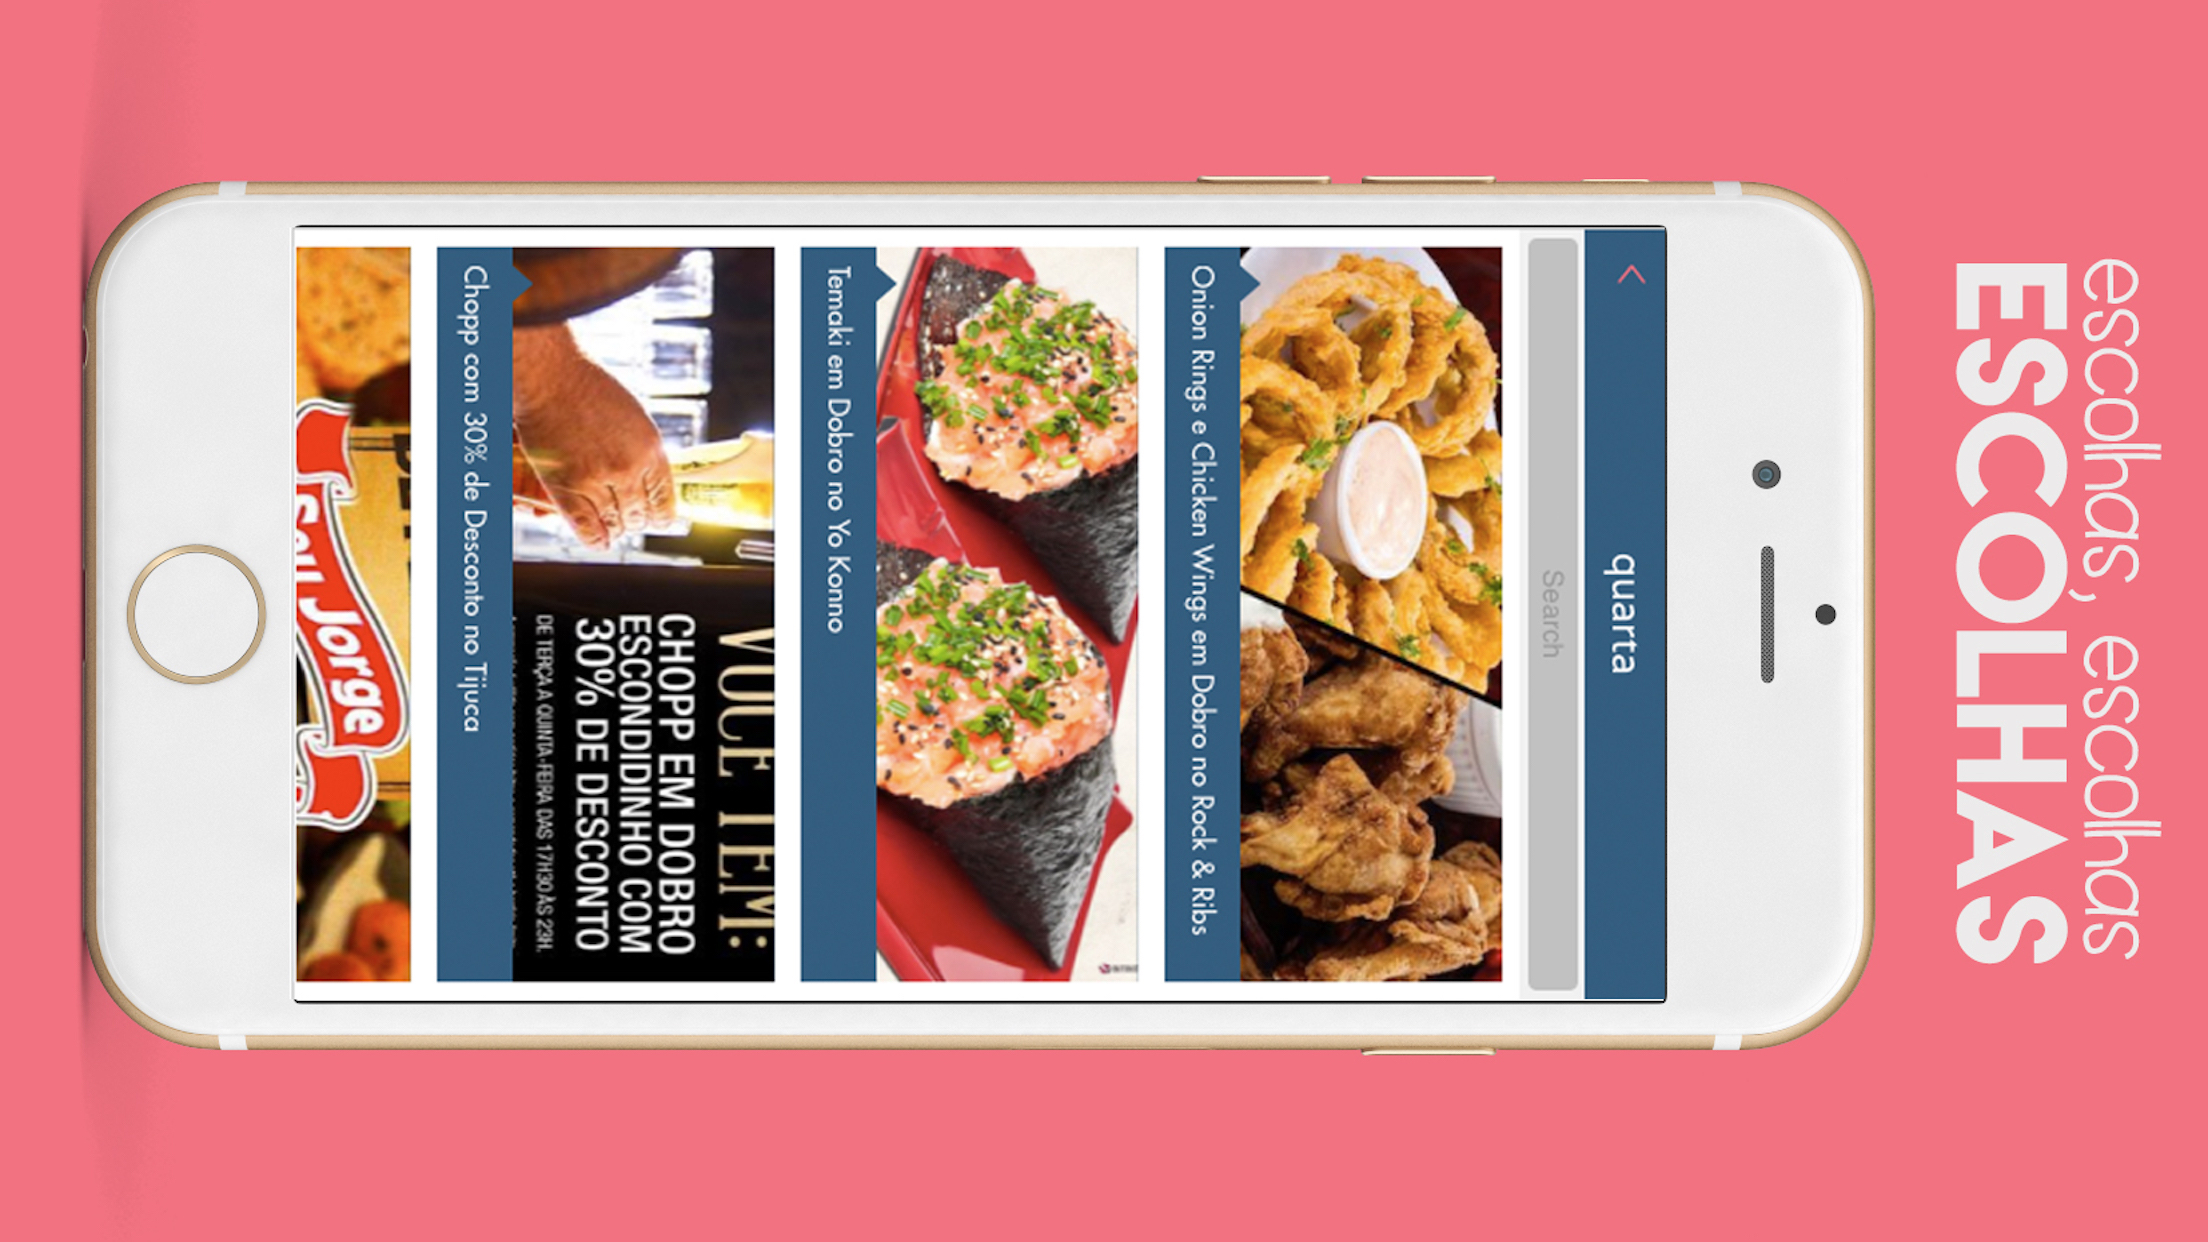 escolhas, escolhas
ESCOLHAS
quarta
Search
Onion Rings e Chicken Wings em Dobro no Rock & Ribs
Temaki em Dobro no Yo Konno
VOCE TEM:
CHOPP EM DOBRO
ESCONDIDINHO COM
30% DE DESCONTO
DE TERÇA A QUINTA-FEIRA DAS 17H30 ÀS 23H.
Chopp com 30% de Desconto no Tijuca
Seu Jorge